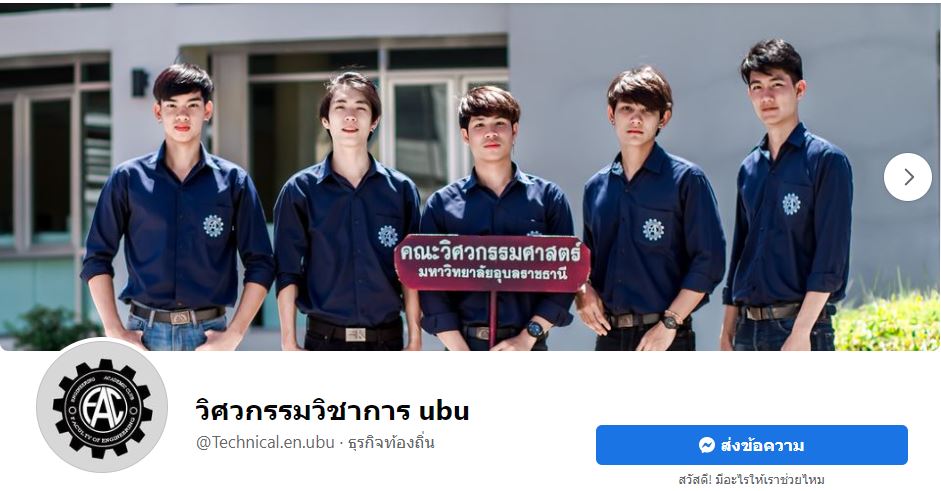 คณะวิศวกรรมศาสตร์
มหาวิทยาลัยอุบลราชธานี
ENGINEERING ACADEMIC CLUB
EAC
FACULTY OF ENGINEERING
วิศวกรรมวิชาการ ubu
@Technical.en.ubu · ธุรกิจท้องถิ่น
ส่งข้อความ
สวัสดี! มีอะไรให้เราช่วยไหม